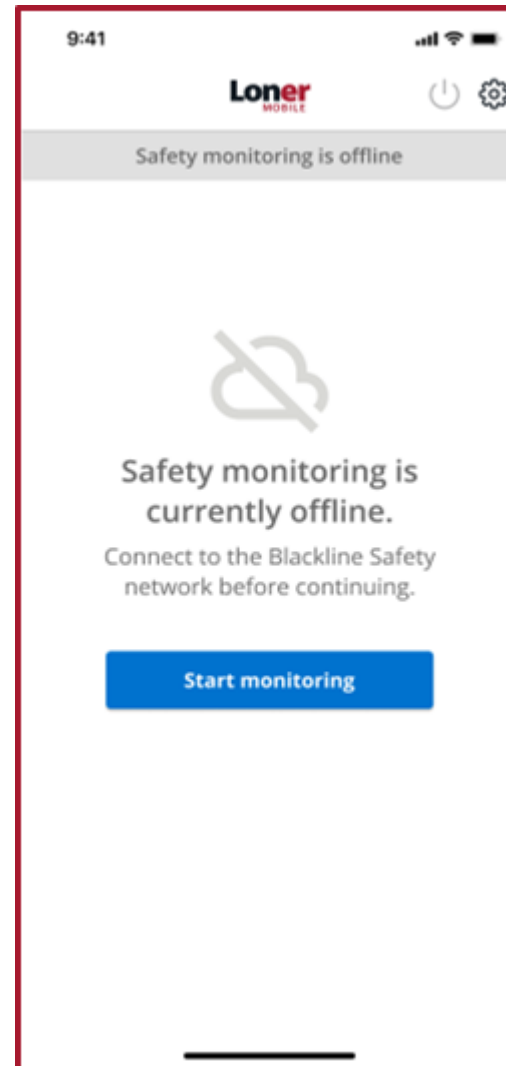 9:41
Loner
MOBILE
Safety monitoring is offline
Safety monitoring is
currently offline.
Connect to the Blackline Safety
network before continuing.
Start monitoring